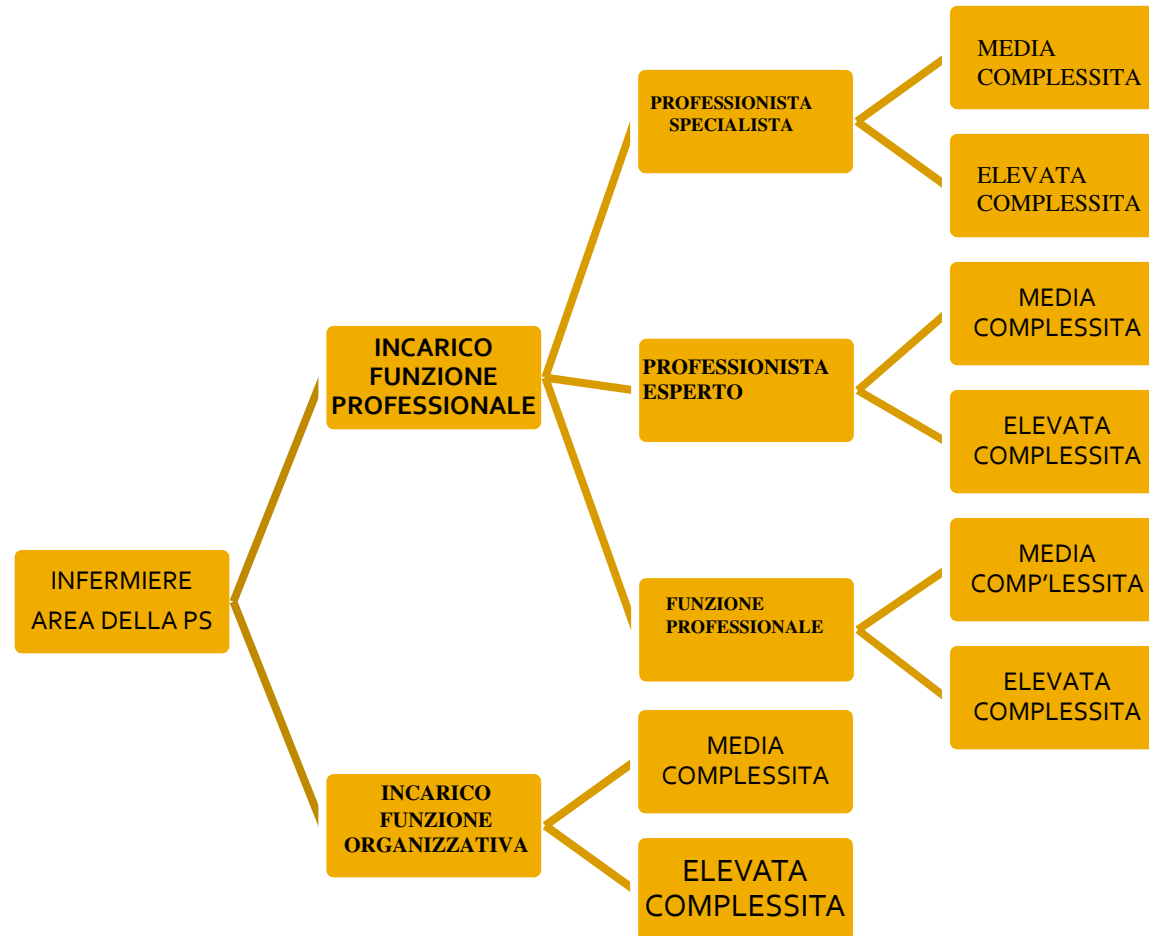 INFERMIERE
AREA DELLA PS
INCARICO
FUNZIONE
PROFESSIONALE
PROFESSIONISTA
SPECIALISTA
MEDIA
COMPLESSITA
ELEVATA
COMPLESSITA
PROFESSIONISTA
ESPERTO
MEDIA
COMPLESSITA
ELEVATA
COMPLESSITA
FUNZIONE
PROFESSIONALE
MEDIA
COMP'LESSITA
ELEVATA
COMPLESSITA
INCARICO
FUNZIONE
ORGANIZZATIVA
MEDIA
COMPLESSITA
ELEVATA
COMPLESSITA